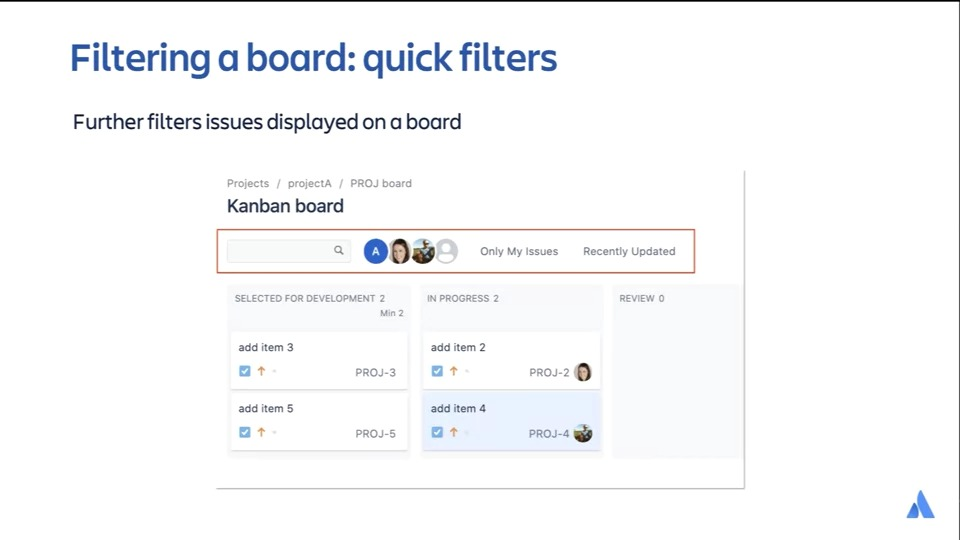 Filtering a board: quick filters
Further filters issues displayed on a board
Projects / projectA / PROJ board
Kanban board
A Only My Issues Recently Updated
SELECTED FOR DEVELOPMENT 2 IN PROGRESS 2 REVIEW 0
Min 2
add item 3 add item 2
PROJ-3 PROJ-2
add item 5 add item 4
PROJ-5 PROJ-4